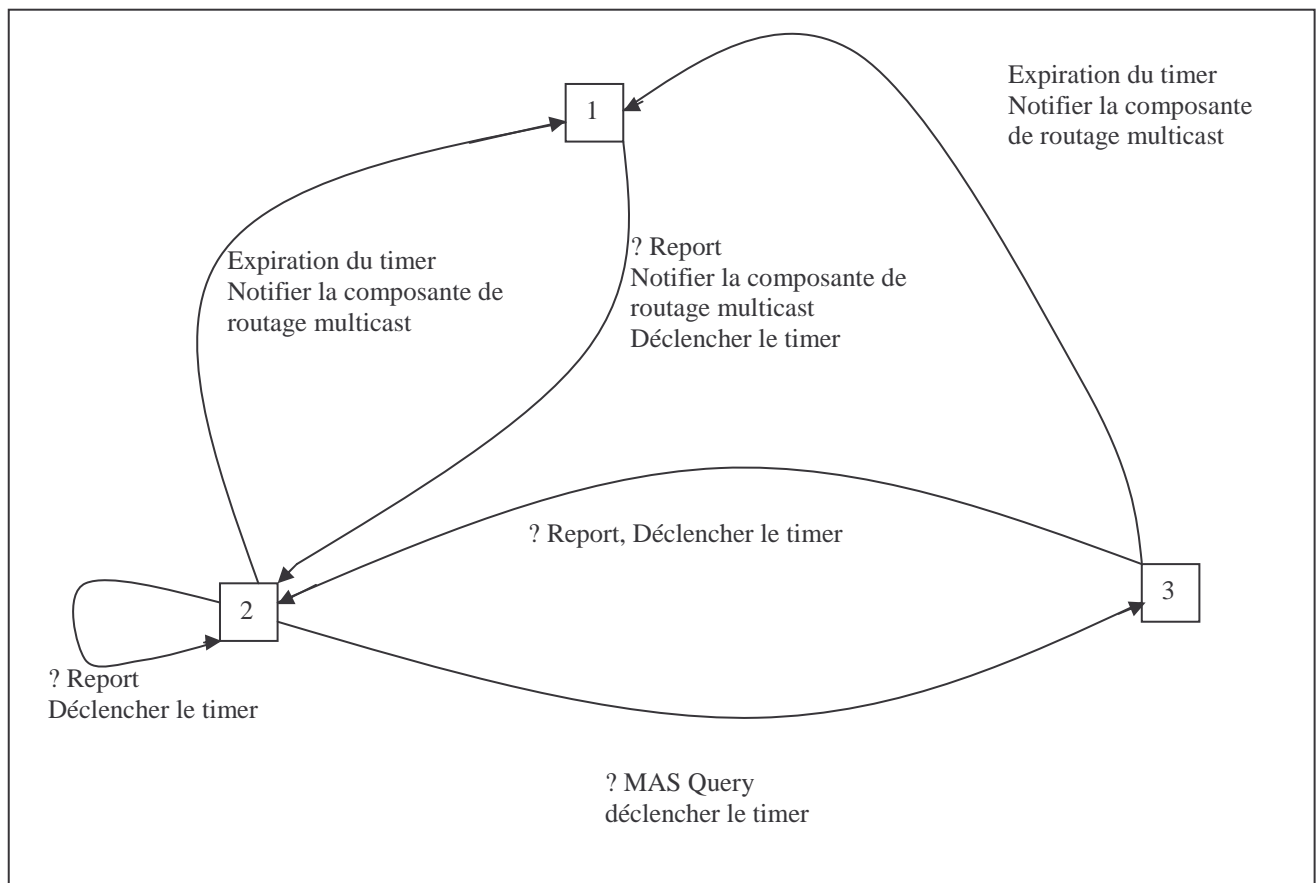 Expiration du timer
Notifier la composante
de routage multicast
1
? Report
Notifier la composante de
routage multicast
Déclencher le timer
Expiration du timer
Notifier la composante de
routage multicast
? Report, Déclencher le timer
3
2
? Report
Déclencher le timer
? MAS Query
déclencher le timer